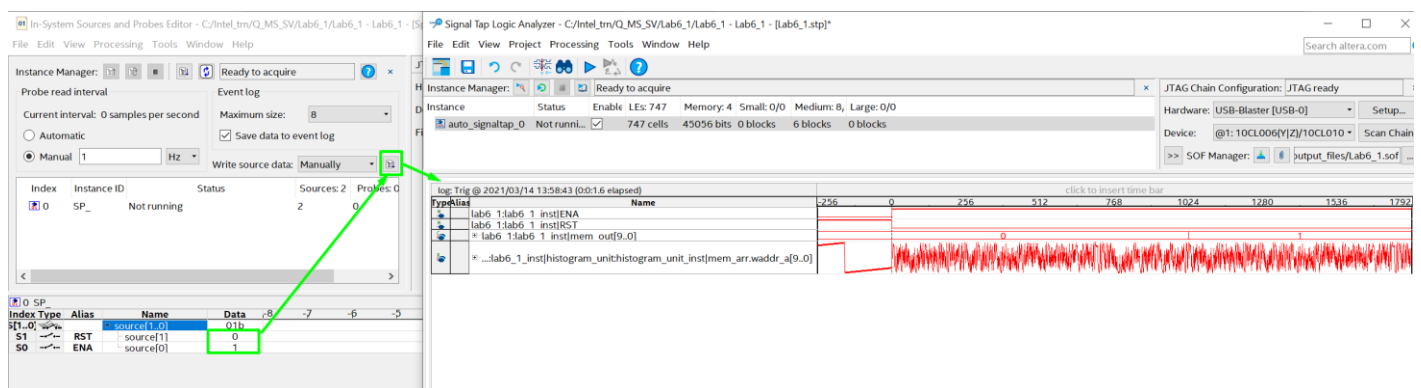 In-System Sources and Probes Editor - C:/Intel_trn/Q_MS_SV/Lab6_1/Lab6_1 - Lab6_1 - [Sp
File Edit View Processing Tools Window Help
Instance Manager: Ready to acquire
Probe read interval
Event log
Current interval: 0 samples per second
Maximum size: 8
Automatic
Save data to event log
Manual 1 Hz
Write source data: Manually
Index Instance ID Status Sources: 2 Probes: 0
0 SP_ Not running 2 0
0 SP_
Index Type Alias Name Data -8 -7 -6 -5
S[1..0] source[1..0] 01b
S1 RST source[1] 0
S0 ENA source[0] 1
Signal Tap Logic Analyzer - C:/Intel_trn/Q_MS_SV/Lab6_1/Lab6_1 - Lab6_1 - [Lab6_1.stp]*
File Edit View Project Processing Tools Window Help
Search altera.com
Instance Manager: Ready to acquire
Instance Status Enable LEs: 747 Memory: 4 Small: 0/0 Medium: 8, Large: 0/0
auto_signaltap_0 Not runni... 747 cells 45056 bits 0 blocks 6 blocks 0 blocks
JTAG Chain Configuration: JTAG ready
Hardware: USB-Blaster [USB-0] Setup...
Device: @1: 10CL006(Y|Z)/10CL010 Scan Chain
>> SOF Manager: output_files/Lab6_1.sof ...
log: Trig @ 2021/03/14 13:58:43 (0:0:1.6 elapsed) click to insert time bar
Type Alias Name -256 0 256 512 768 1024 1280 1536 1792
lab6_1:lab6_1_inst|ENA
lab6_1:lab6_1_inst|RST
lab6_1:lab6_1_inst|mem_out[9..0] 0 1
...:lab6_1_inst|histogram_unit:histogram_unit_inst|mem_arr.waddr_a[9..0]